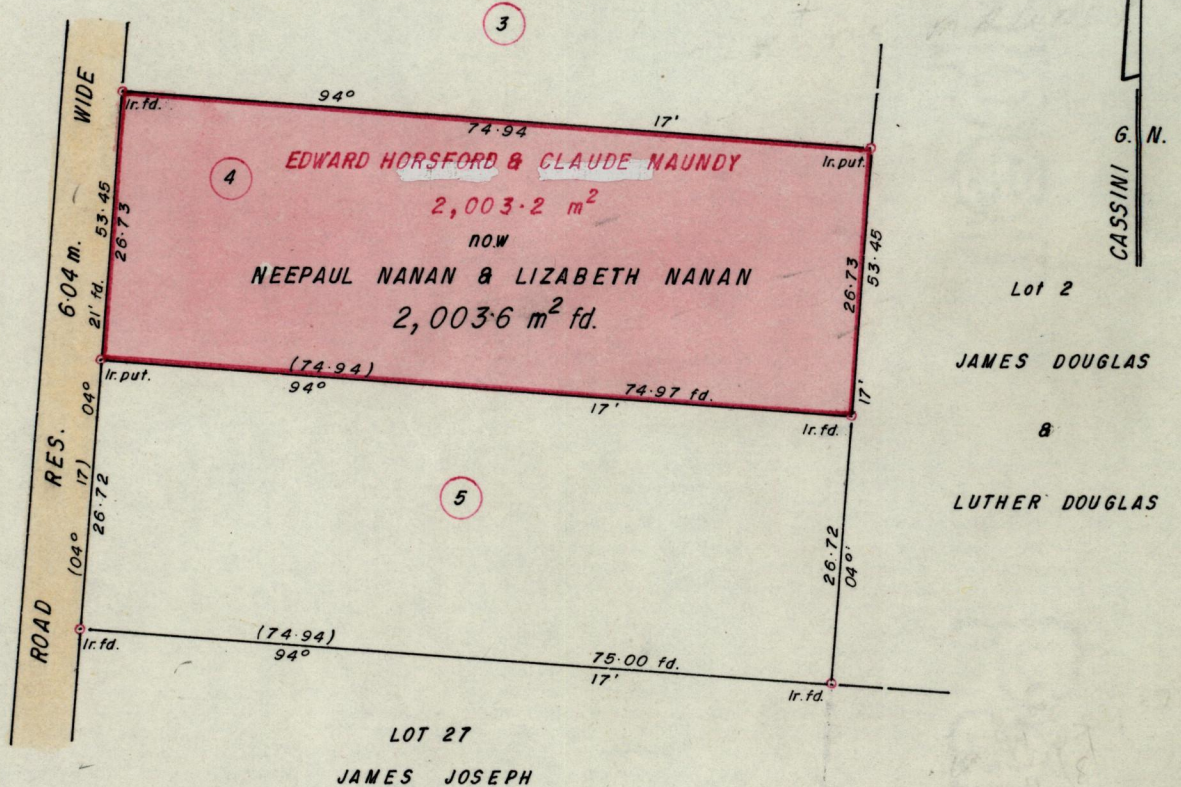 3
94° 17'
74·94
Ir. fd.
Ir. put.
G. N.
CASSINI
4
EDWARD HORSFORD & CLAUDE MAUNDY
2,003·2 m²
now
NEEPAUL NANAN & LIZABETH NANAN
2,003·6 m² fd.
ROAD RES. 6·04 m. WIDE
21' fd.
53·45
26·73
26·73
53·45
Lot 2
JAMES DOUGLAS
&
LUTHER DOUGLAS
(74·94)
94° 17'
74·97 fd.
Ir. put.
Ir. fd.
04° 17'
5
(04° 17)
04°
26·72
26·72
04°'
(74·94)
94° 17'
75·00 fd.
Ir. fd.
Ir. fd.
LOT 27
JAMES JOSEPH